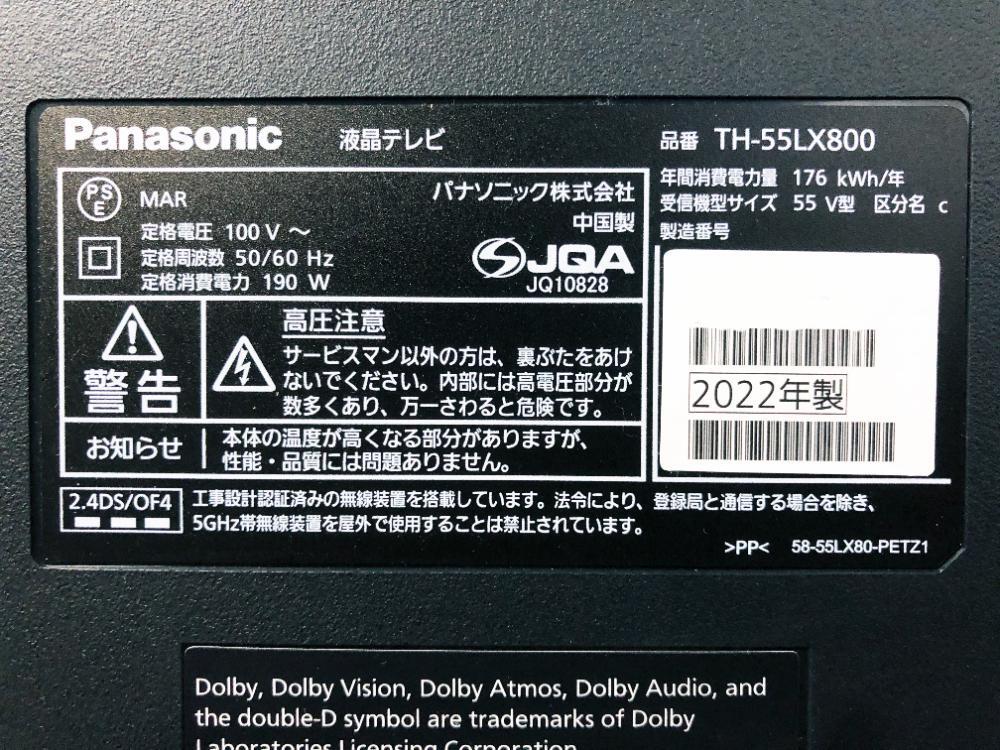 Panasonic 液晶テレビ 品番 TH-55LX800
PSE MAR
パナソニック株式会社
中国製
定格電圧 100 V ～
定格周波数 50/60 Hz
定格消費電力 190 W
JQA
JQ10828
年間消費電力量 176 kWh/年
受信機型サイズ 55 V型 区分名 c
製造番号
2022年製
警告
高圧注意
サービスマン以外の方は、裏ぶたをあけ
ないでください。内部には高電圧部分が
数多くあり、万一さわると危険です。
お知らせ
本体の温度が高くなる部分がありますが、
性能・品質には問題ありません。
2.4DS/OF4
工事設計認証済みの無線装置を搭載しています。法令により、登録局と通信する場合を除き、
5GHz帯無線装置を屋外で使用することは禁止されています。
>PP< 58-55LX80-PETZ1
Dolby, Dolby Vision, Dolby Atmos, Dolby Audio, and
the double-D symbol are trademarks of Dolby
Laboratories Licensing Corporation